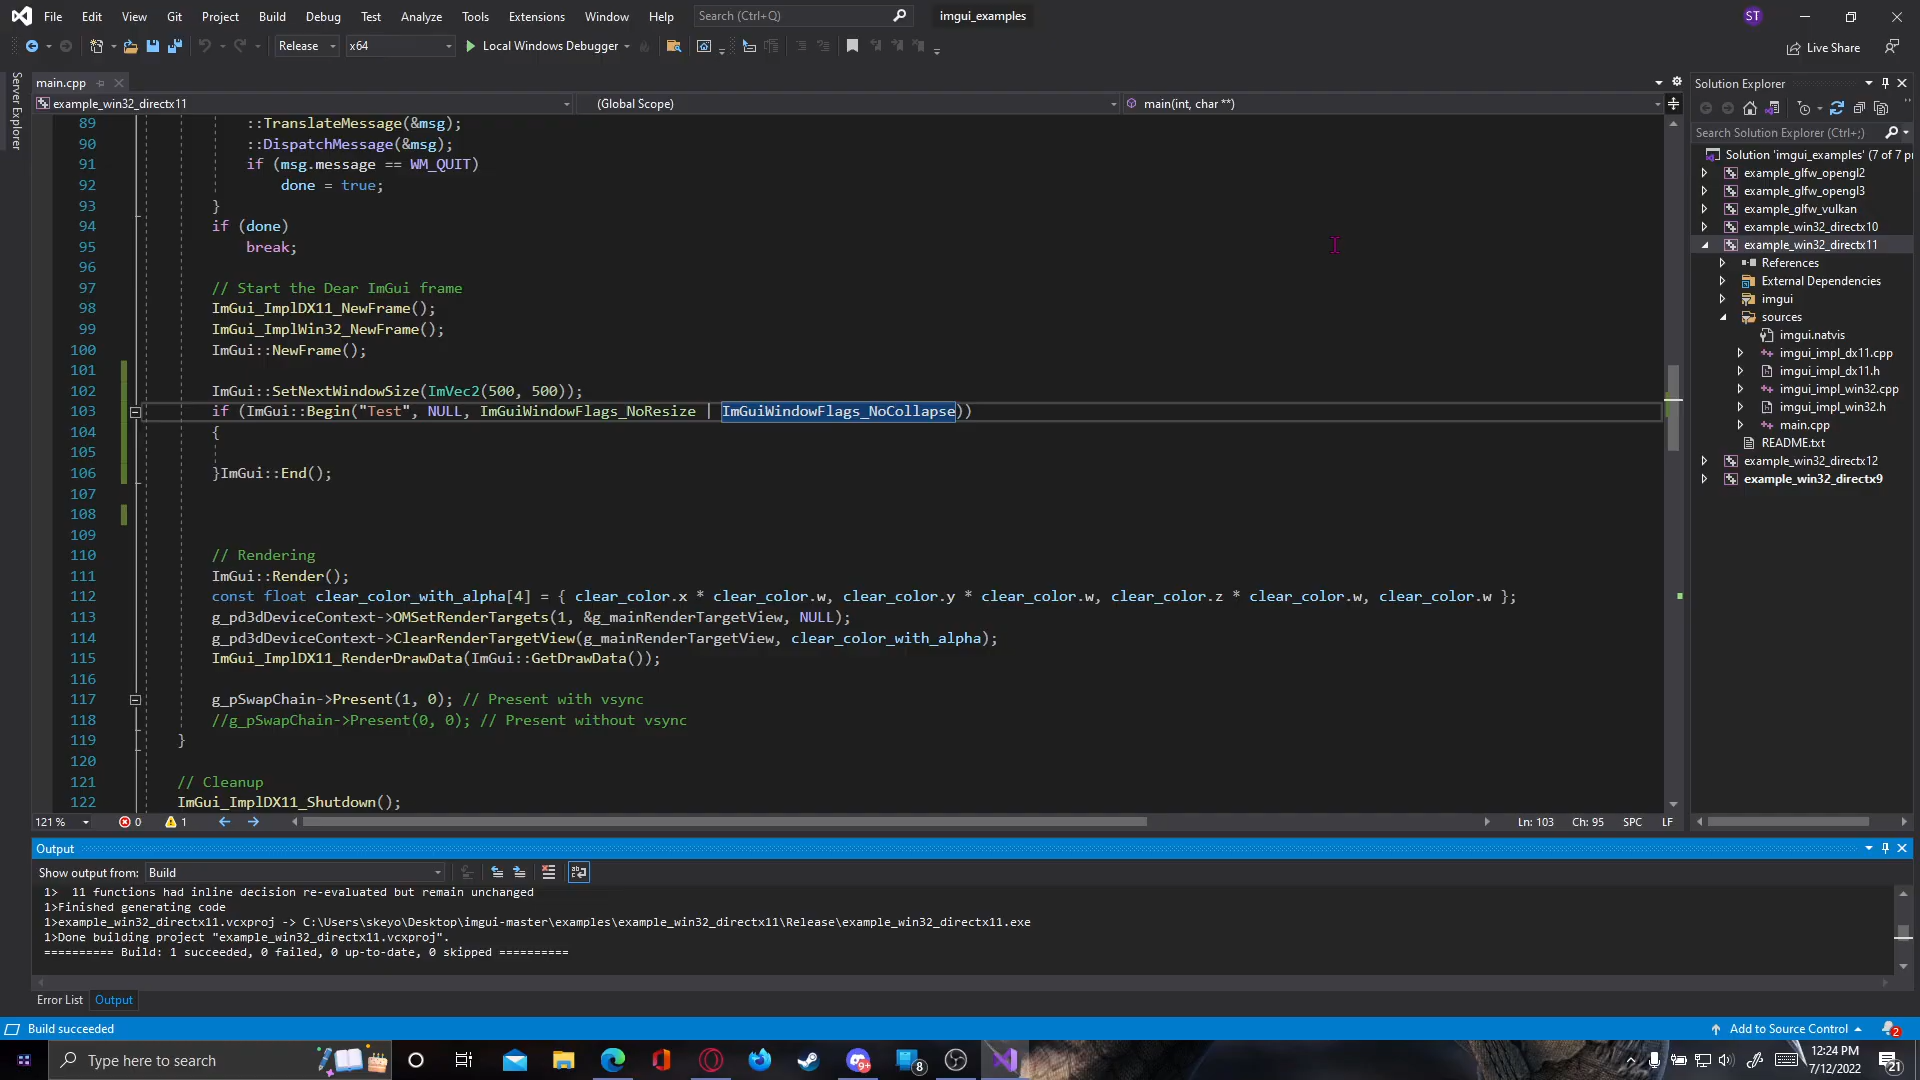 File Edit View Git Project Build Debug Test Analyze Tools Extensions Window Help Search (Ctrl+Q) imgui_examples ST
Release x64 Local Windows Debugger Live Share
Server Explorer
main.cpp
example_win32_directx11 (Global Scope) main(int, char **)
89 ::TranslateMessage(&msg);
90 ::DispatchMessage(&msg);
91 if (msg.message == WM_QUIT)
92 done = true;
93 }
94 if (done)
95 break;
96
97 // Start the Dear ImGui frame
98 ImGui_ImplDX11_NewFrame();
99 ImGui_ImplWin32_NewFrame();
100 ImGui::NewFrame();
101
102 ImGui::SetNextWindowSize(ImVec2(500, 500));
103 if (ImGui::Begin("Test", NULL, ImGuiWindowFlags_NoResize | ImGuiWindowFlags_NoCollapse))
104 {
105
106 }ImGui::End();
107
108
109
110 // Rendering
111 ImGui::Render();
112 const float clear_color_with_alpha[4] = { clear_color.x * clear_color.w, clear_color.y * clear_color.w, clear_color.z * clear_color.w, clear_color.w };
113 g_pd3dDeviceContext->OMSetRenderTargets(1, &g_mainRenderTargetView, NULL);
114 g_pd3dDeviceContext->ClearRenderTargetView(g_mainRenderTargetView, clear_color_with_alpha);
115 ImGui_ImplDX11_RenderDrawData(ImGui::GetDrawData());
116
117 g_pSwapChain->Present(1, 0); // Present with vsync
118 //g_pSwapChain->Present(0, 0); // Present without vsync
119 }
120
121 // Cleanup
122 ImGui_ImplDX11_Shutdown();
121 % 0 1 Ln: 103 Ch: 95 SPC LF
Solution Explorer
Search Solution Explorer (Ctrl+;)
Solution 'imgui_examples' (7 of 7 pr
example_glfw_opengl2
example_glfw_opengl3
example_glfw_vulkan
example_win32_directx10
example_win32_directx11
References
External Dependencies
imgui
sources
imgui.natvis
imgui_impl_dx11.cpp
imgui_impl_dx11.h
imgui_impl_win32.cpp
imgui_impl_win32.h
main.cpp
README.txt
example_win32_directx12
example_win32_directx9
Output
Show output from: Build
1> 11 functions had inline decision re-evaluated but remain unchanged
1>Finished generating code
1>example_win32_directx11.vcxproj -> C:\Users\skeyo\Desktop\imgui-master\examples\example_win32_directx11\Release\example_win32_directx11.exe
1>Done building project "example_win32_directx11.vcxproj".
========== Build: 1 succeeded, 0 failed, 0 up-to-date, 0 skipped ==========
Error List Output
Build succeeded Add to Source Control 2
Type here to search 9+ 8 12:24 PM
7/12/2022 21